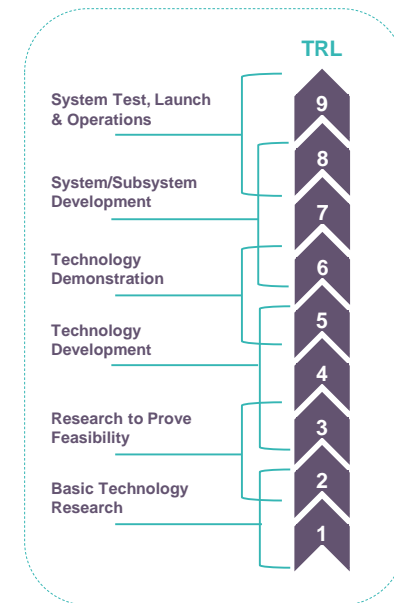 TRL
System Test, Launch
& Operations
9
8
System/Subsystem
Development
7
Technology
Demonstration
6
5
Technology
Development
4
Research to Prove
Feasibility
3
2
Basic Technology
Research
1